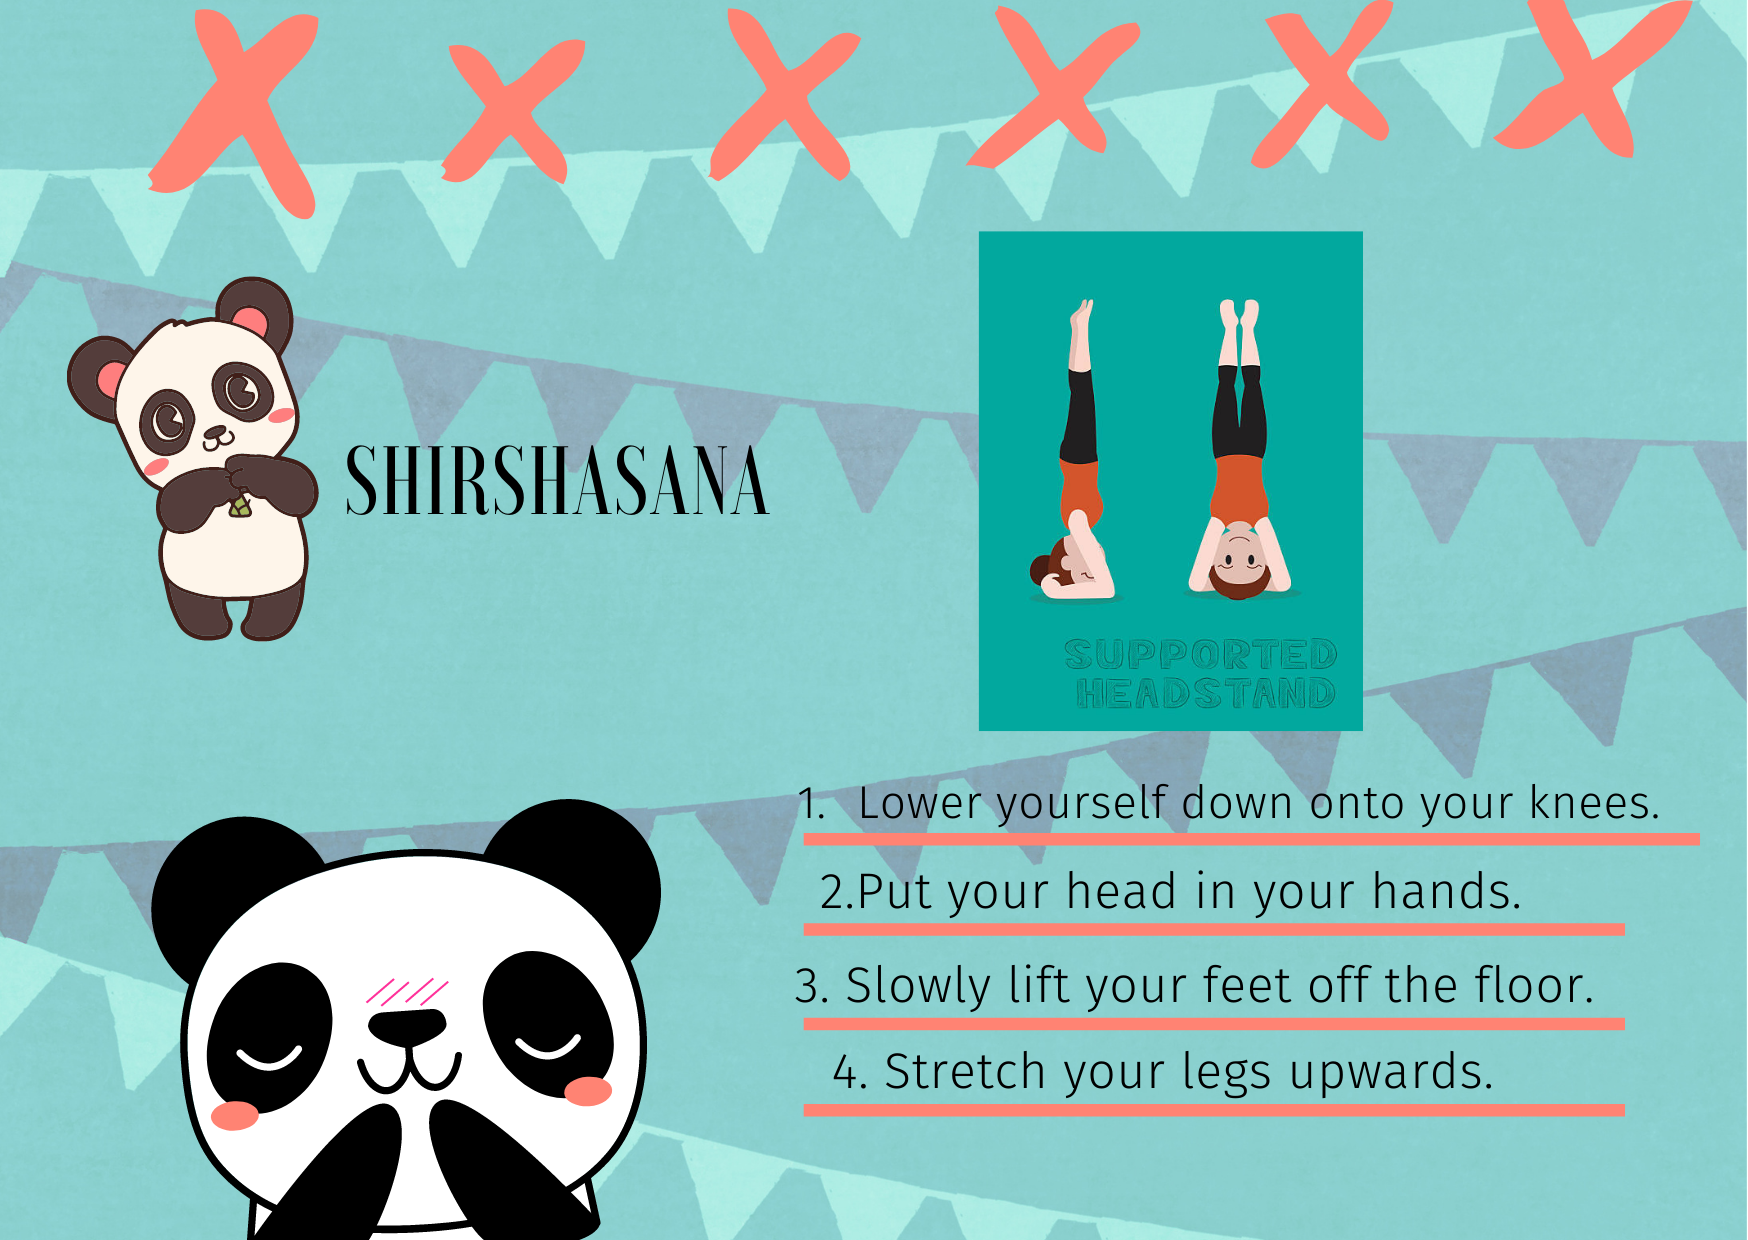 SHIRSHASANA
SUPPORTED
HEADSTAND
1. Lower yourself down onto your knees.
2.Put your head in your hands.
3. Slowly lift your feet off the floor.
4. Stretch your legs upwards.